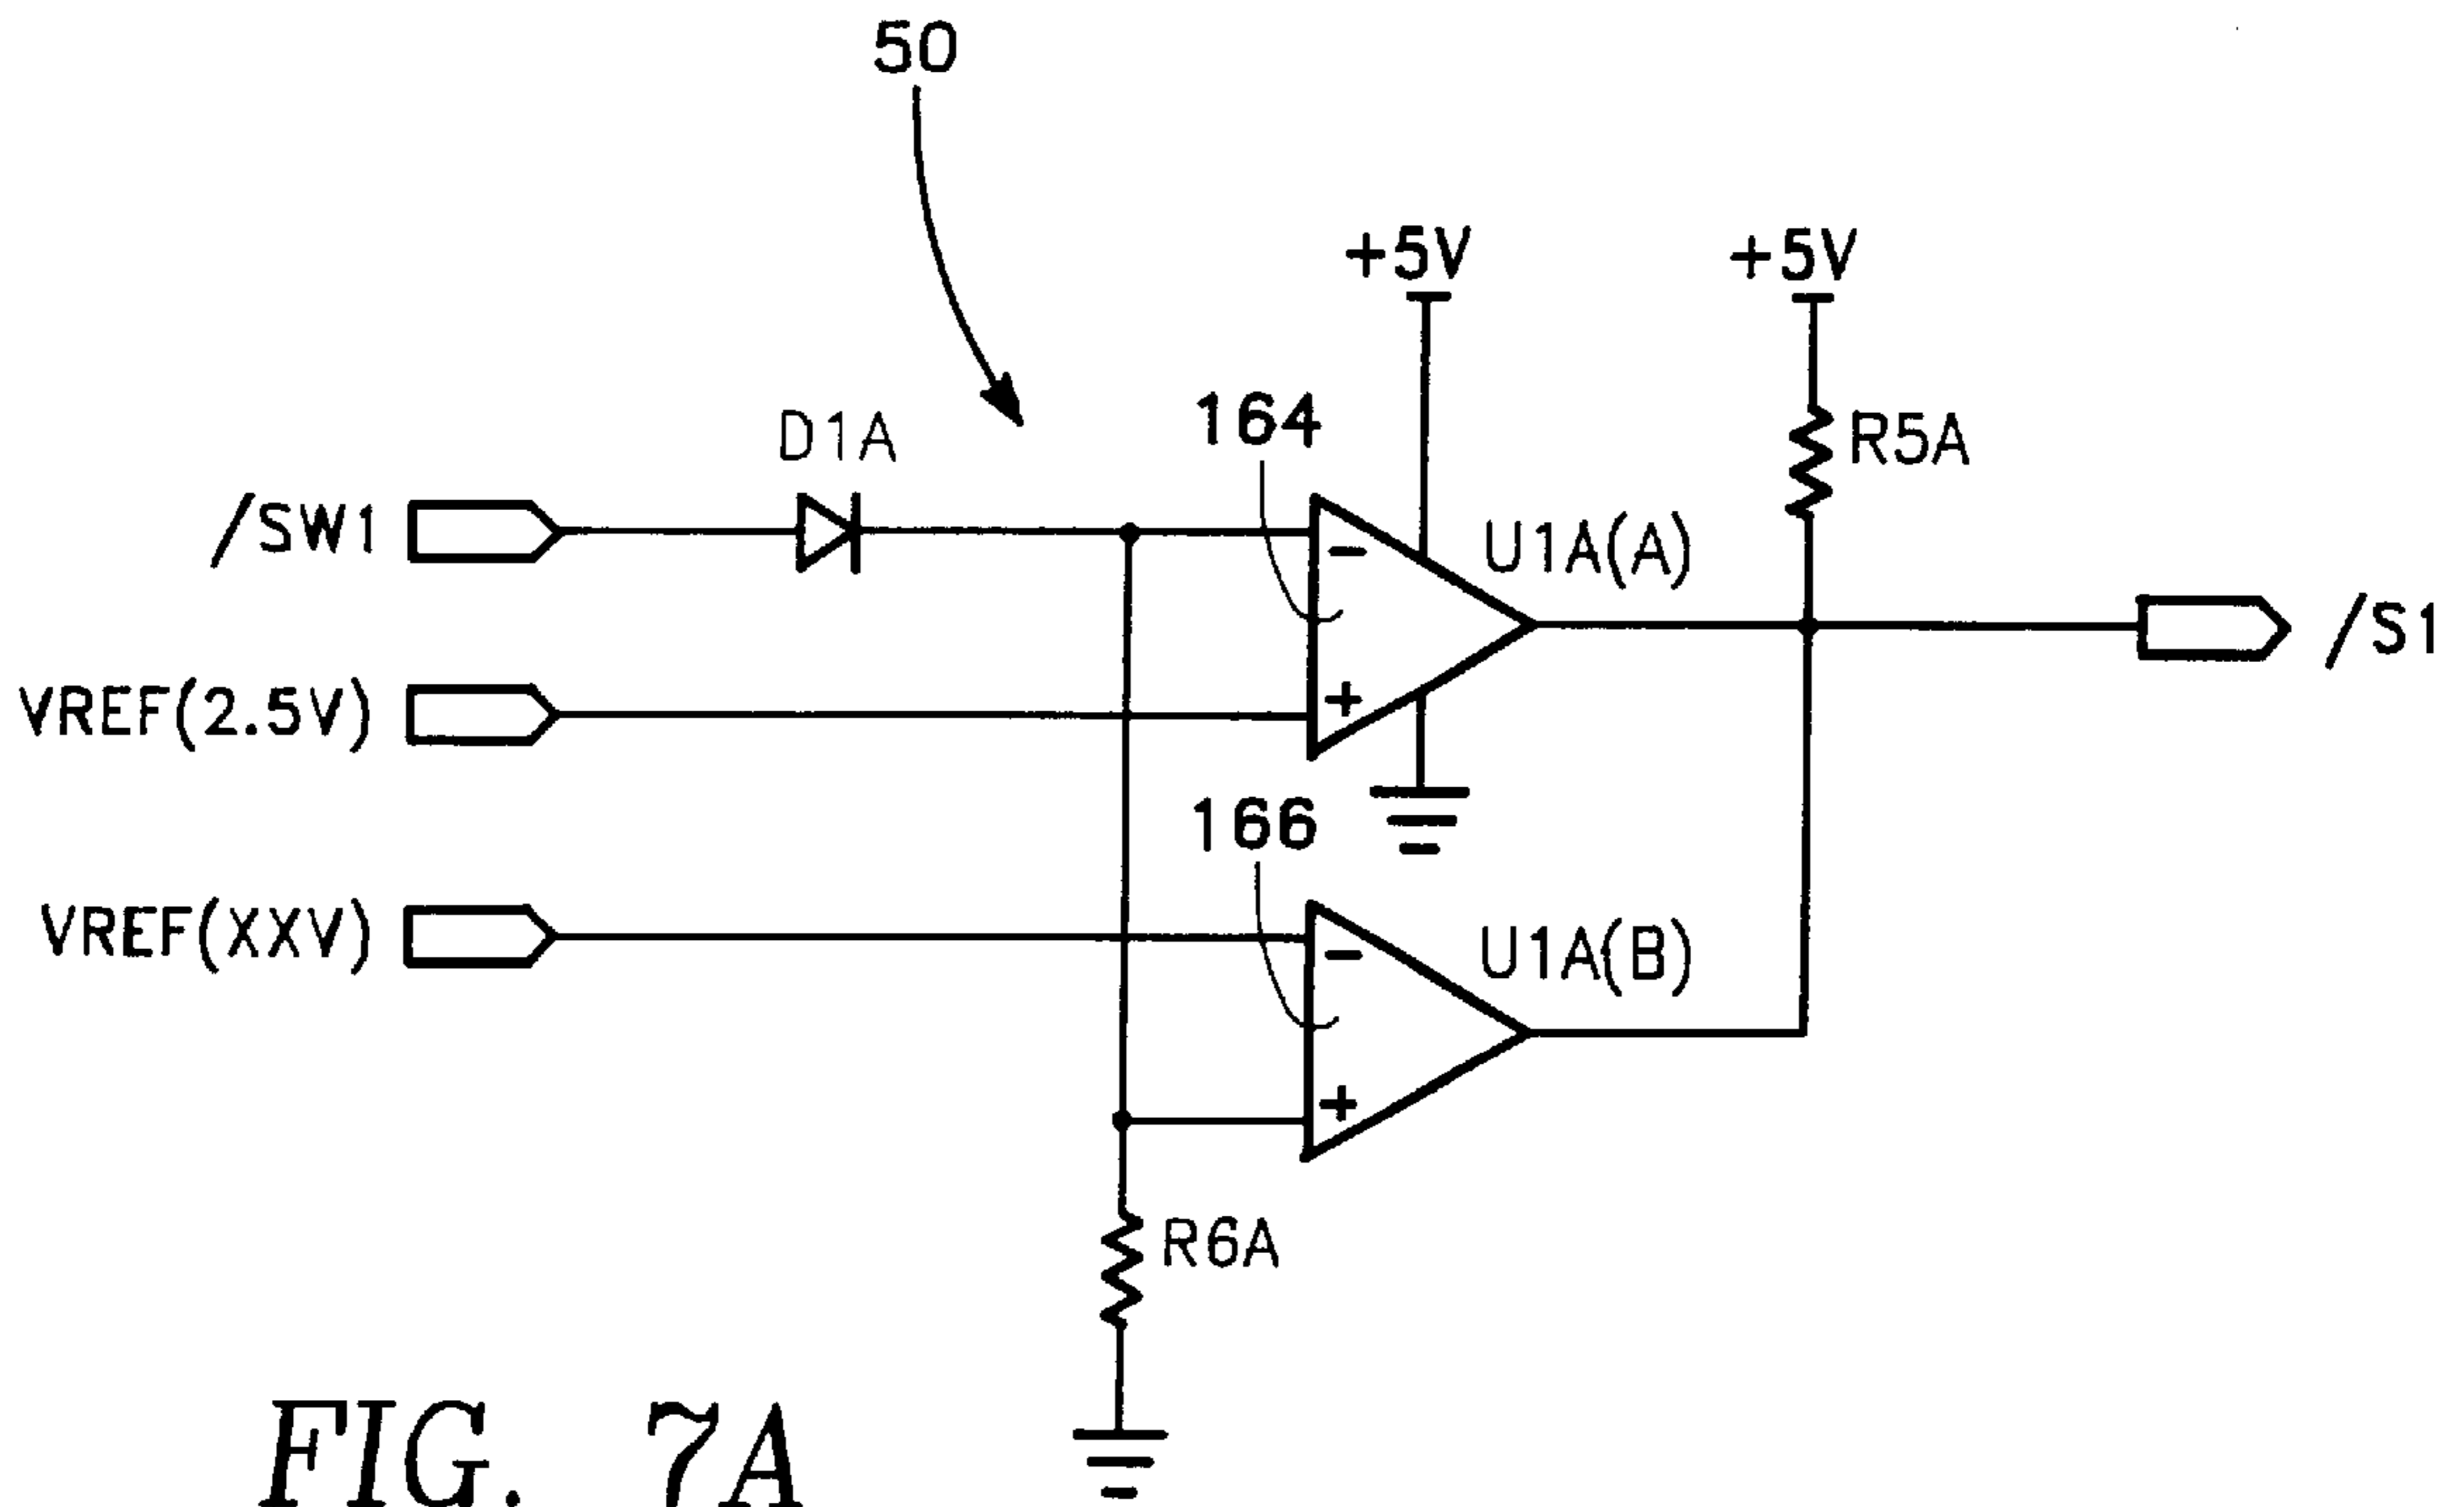 50
+5V
+5V
164
D1A
R5A
/SW1
-
U1A(A)
/S1
VREF(2.5V)
+
166
VREF(XXV)
-
U1A(B)
+
R6A
FIG. 7A